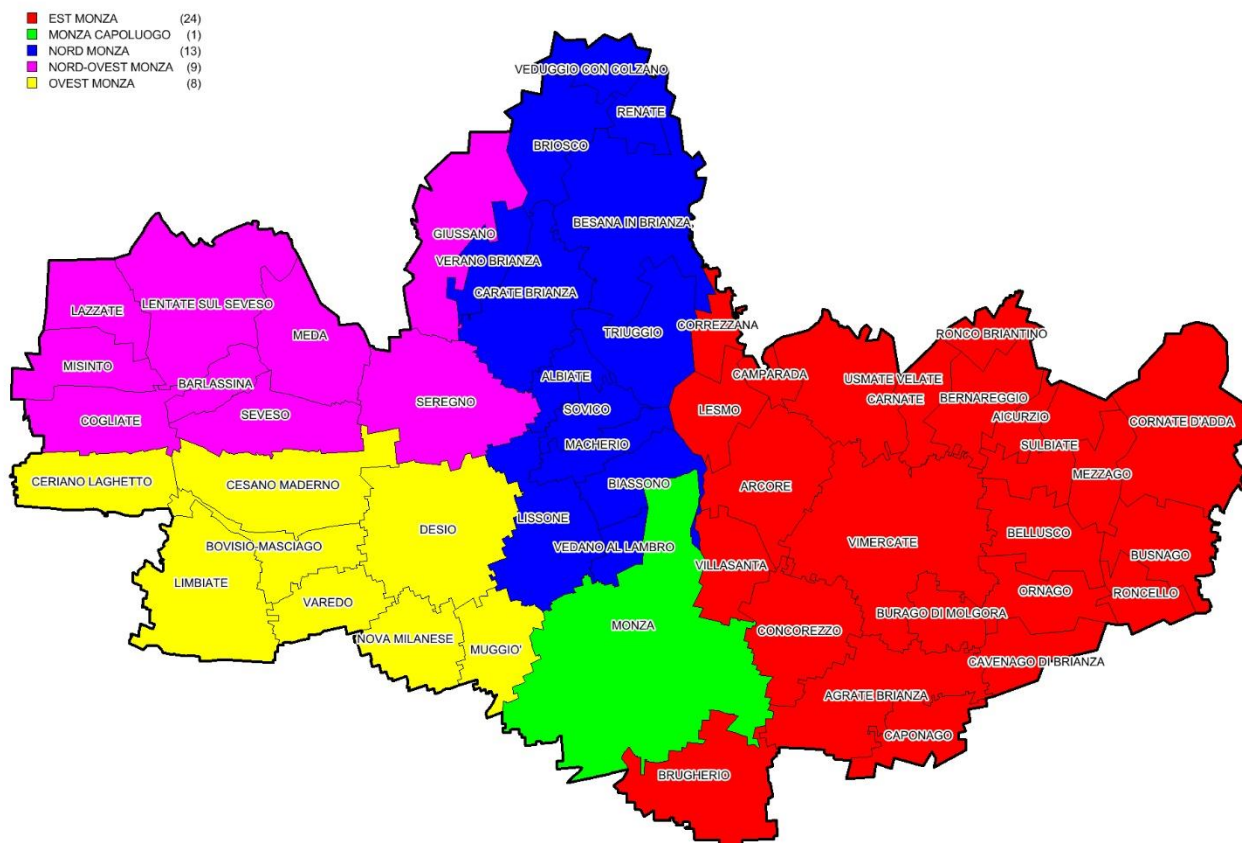 EST MONZA (24)
MONZA CAPOLUOGO (1)
NORD MONZA (13)
NORD-OVEST MONZA (9)
OVEST MONZA (8)
VEDUGGIO CON COLZANO
RENATE
BRIOSCO
BESANA IN BRIANZA
GIUSSANO
VERANO BRIANZA
CARATE BRIANZA
LAZZATE
LENTATE SUL SEVESO
MEDA
TRIUGGIO
CORREZZANA
RONCO BRIANTINO
MISINTO
BARLASSINA
ALBIATE
CAMPARADA
USMATE VELATE
CARNATE
BERNAREGGIO
COGLIATE
SEVESO
SEREGNO
SOVICO
LESMO
AICURZIO
CORNATE D'ADDA
MACHERIO
SULBIATE
MEZZAGO
CERIANO LAGHETTO
CESANO MADERNO
BIASSONO
ARCORE
DESIO
LISSONE
BELLUSCO
BOVISIO-MASCIAGO
VEDANO AL LAMBRO
VIMERCATE
BUSNAGO
LIMBIATE
VILLASANTA
ORNAGO
RONCELLO
VAREDO
BURAGO DI MOLGORA
NOVA MILANESE
MUGGIO'
MONZA
CONCOREZZO
CAVENAGO DI BRIANZA
AGRATE BRIANZA
CAPONAGO
BRUGHERIO